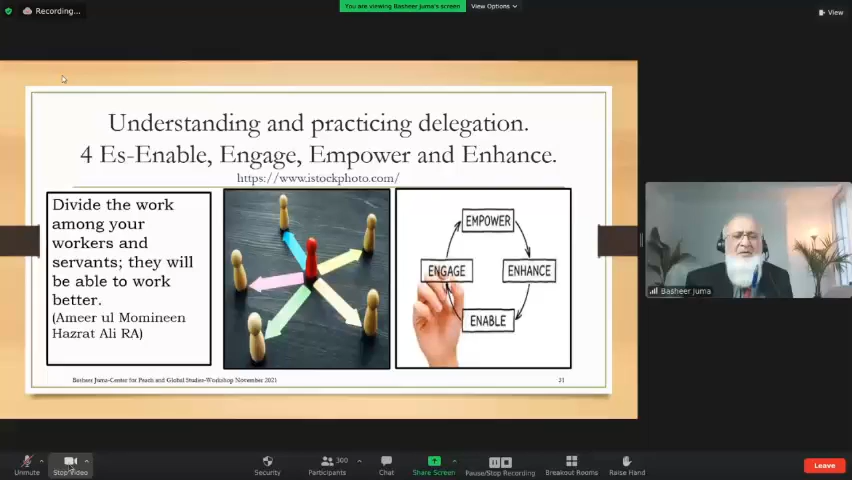 Recording...
You are viewing Basheer Juma's screen
View Options
View
Understanding and practicing delegation.
4 Es-Enable, Engage, Empower and Enhance.
https://www.istockphoto.com/
Divide the work
among your
workers and
servants; they will
be able to work
better.
(Ameer ul Momineen
Hazrat Ali RA)
EMPOWER
ENGAGE
ENHANCE
ENABLE
Basheer Juma-Center for Peach and Global Studies-Workshop November 2021
21
Basheer Juma
Unmute
Stop Video
Security
Participants
300
Chat
Share Screen
Pause/Stop Recording
Breakout Rooms
Raise Hand
Leave